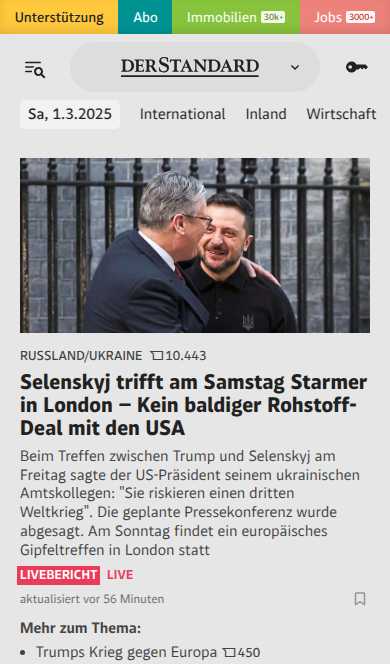 Unterstützung Abo Immobilien 30k+ Jobs 3000+
DERSTANDARD
Sa, 1.3.2025 International Inland Wirtschaft
RUSSLAND/UKRAINE 10.443
Selenskyj trifft am Samstag Starmer
in London – Kein baldiger Rohstoff-
Deal mit den USA
Beim Treffen zwischen Trump und Selenskyj am
Freitag sagte der US-Präsident seinem ukrainischen
Amtskollegen: "Sie riskieren einen dritten
Weltkrieg". Die geplante Pressekonferenz wurde
abgesagt. Am Sonntag findet ein europäisches
Gipfeltreffen in London statt
LIVEBERICHT LIVE
aktualisiert vor 56 Minuten
Mehr zum Thema:
• Trumps Krieg gegen Europa 450